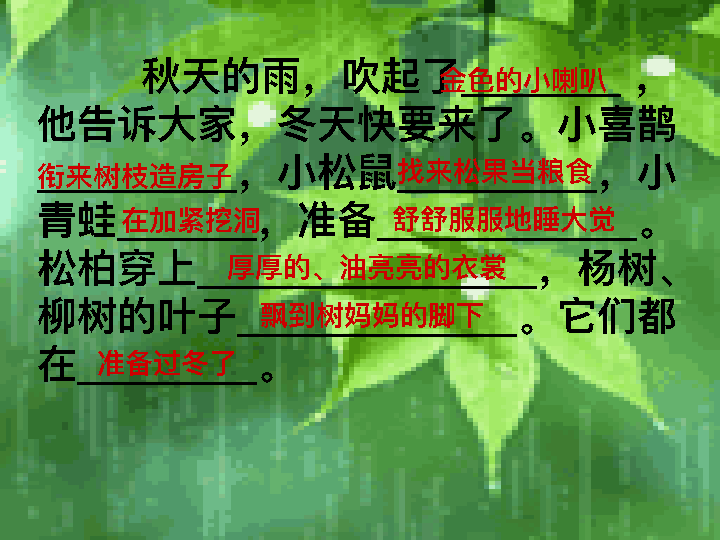 秋天的雨，吹起了金色的小喇叭，
他告诉大家，冬天快要来了。小喜鹊
衔来树枝造房子，小松鼠找来松果当粮食，小
青蛙在加紧挖洞，准备舒舒服服地睡大觉。
松柏穿上厚厚的、油亮亮的衣裳，杨树、
柳树的叶子飘到树妈妈的脚下。它们都
在准备过冬了。